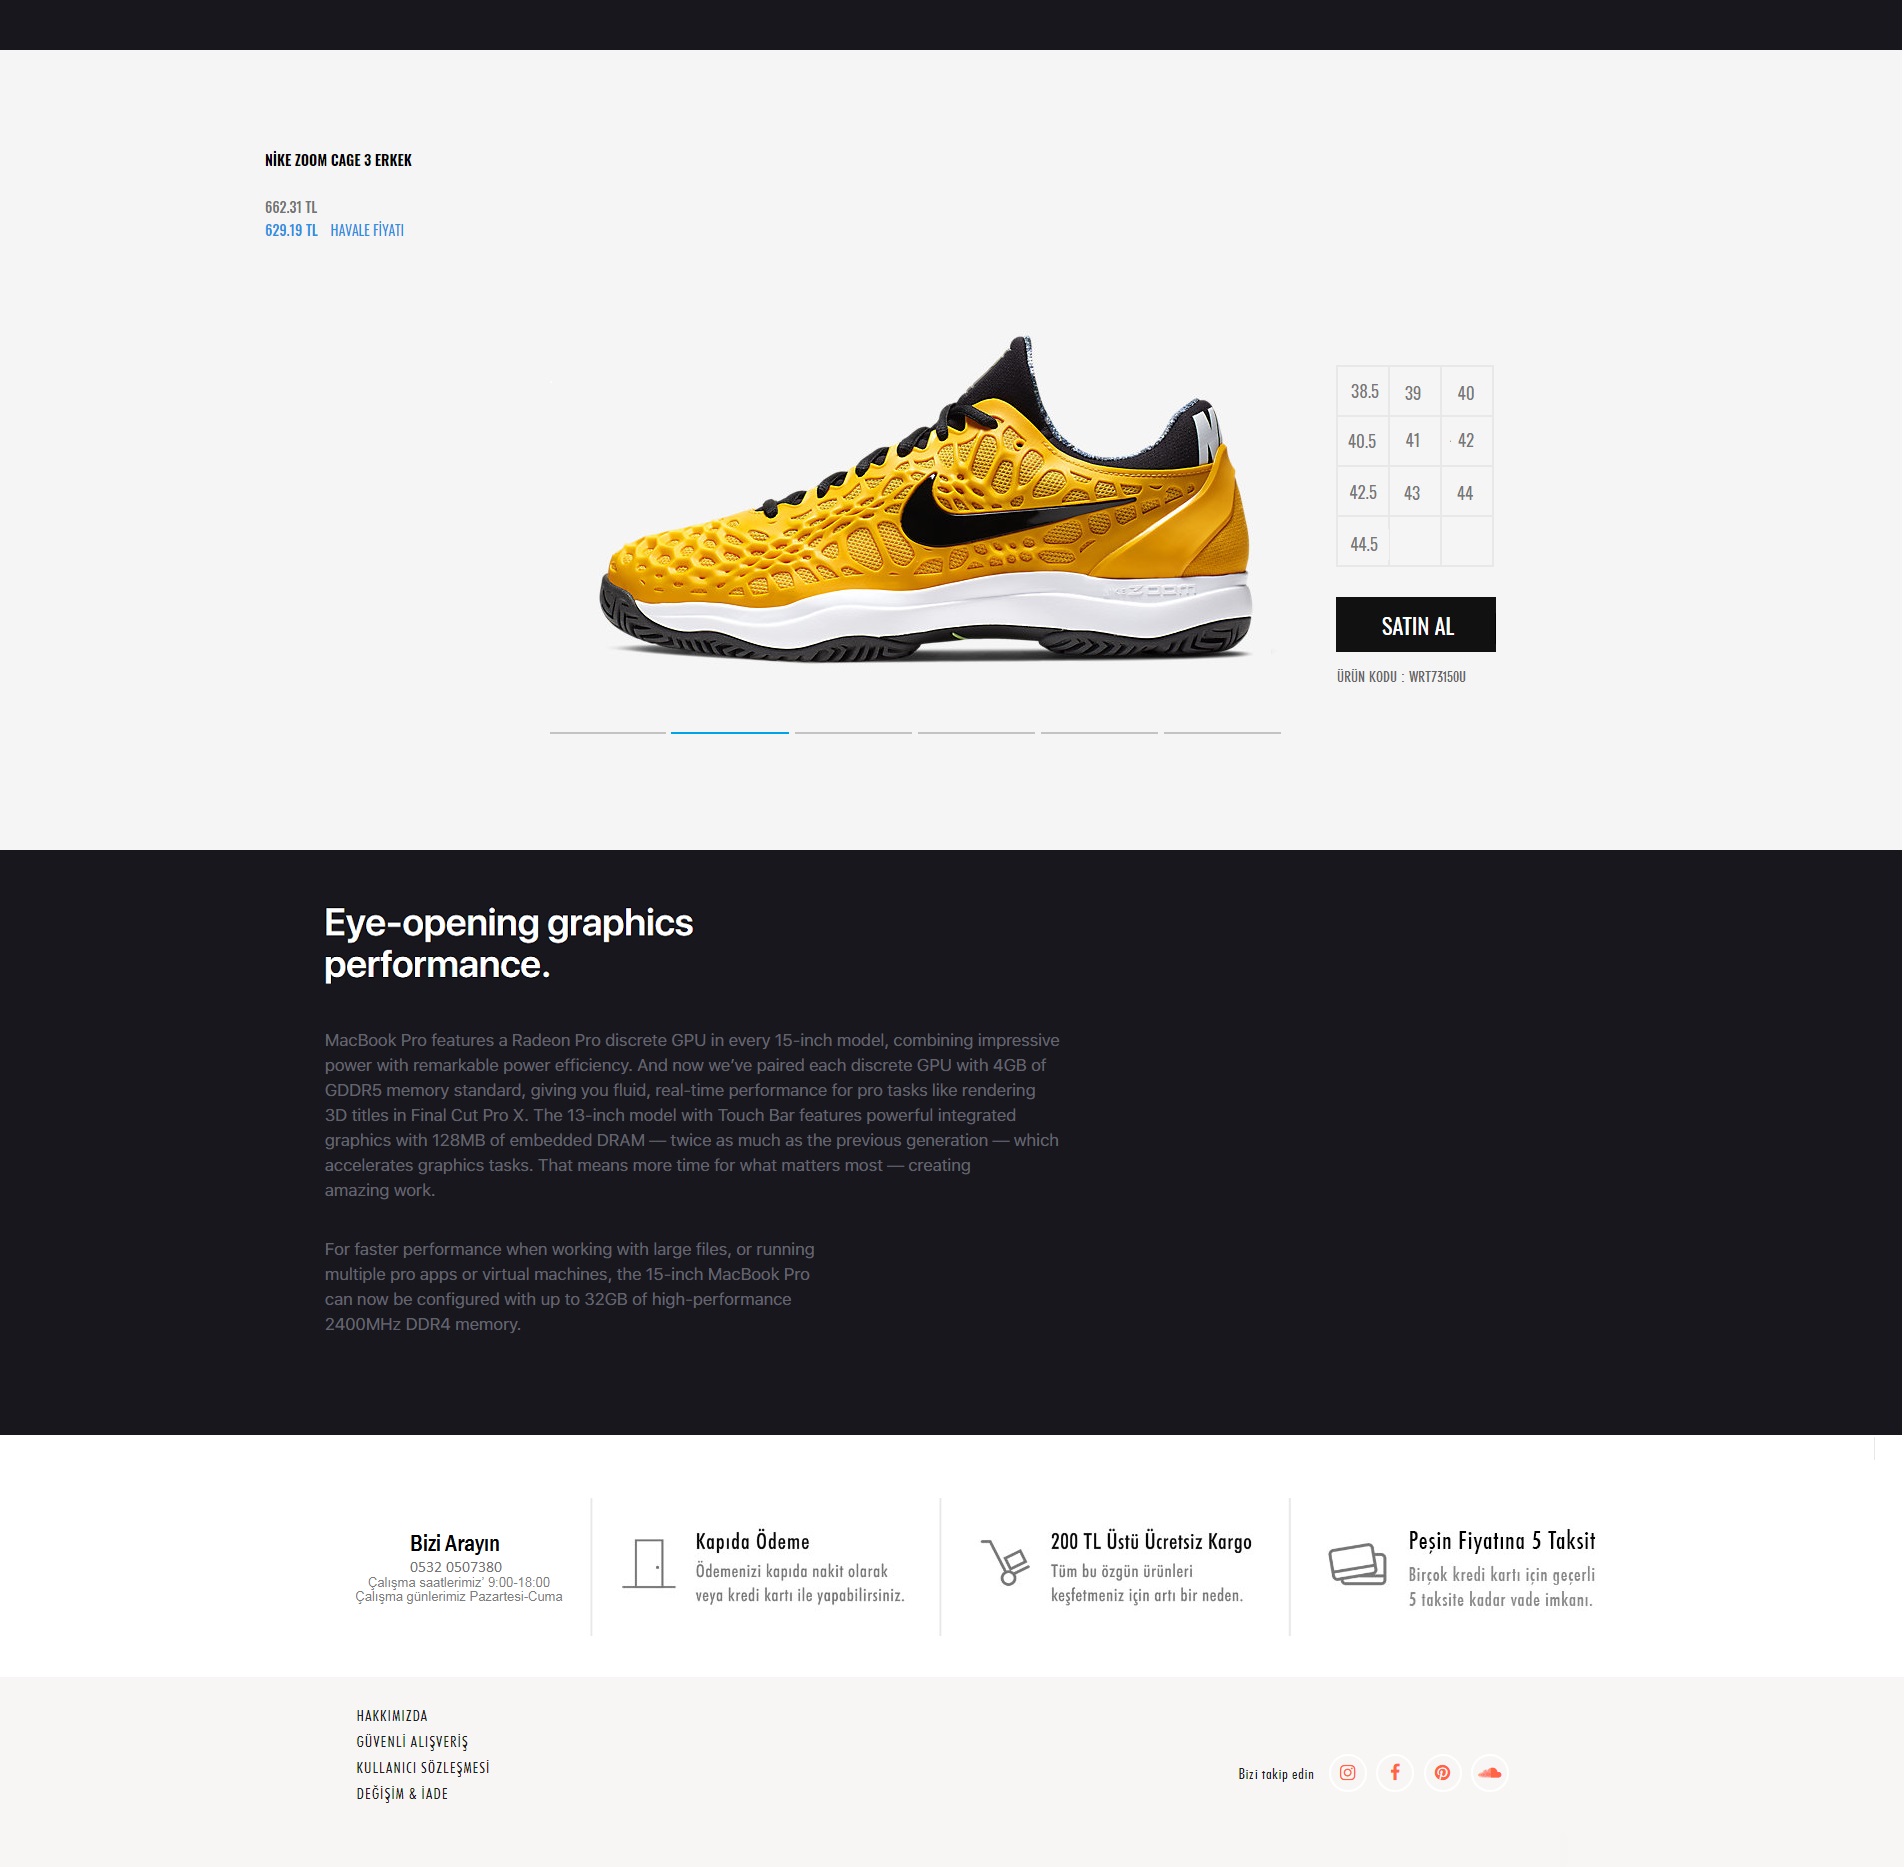 NİKE ZOOM CAGE 3 ERKEK
662.31 TL
629.19 TL HAVALE FİYATI
38.5 39 40
40.5 41 42
42.5 43 44
44.5
SATIN AL
ÜRÜN KODU : WRT73150U
Eye-opening graphics
performance.
MacBook Pro features a Radeon Pro discrete GPU in every 15-inch model, combining impressive
power with remarkable power efficiency. And now we’ve paired each discrete GPU with 4GB of
GDDR5 memory standard, giving you fluid, real-time performance for pro tasks like rendering
3D titles in Final Cut Pro X. The 13-inch model with Touch Bar features powerful integrated
graphics with 128MB of embedded DRAM — twice as much as the previous generation — which
accelerates graphics tasks. That means more time for what matters most — creating
amazing work.
For faster performance when working with large files, or running
multiple pro apps or virtual machines, the 15-inch MacBook Pro
can now be configured with up to 32GB of high-performance
2400MHz DDR4 memory.
Bizi Arayın
0532 0507380
Çalışma saatlerimiz’ 9:00-18:00
Çalışma günlerimiz Pazartesi-Cuma
Kapıda Ödeme
Ödemenizi kapıda nakit olarak
veya kredi kartı ile yapabilirsiniz.
200 TL Üstü Ücretsiz Kargo
Tüm bu özgün ürünleri
keşfetmeniz için artı bir neden.
Peşin Fiyatına 5 Taksit
Birçok kredi kartı için geçerli
5 taksite kadar vade imkanı.
HAKKIMIZDA
GÜVENLİ ALIŞVERİŞ
KULLANICI SÖZLEŞMESİ
DEĞİŞİM & İADE
Bizi takip edin